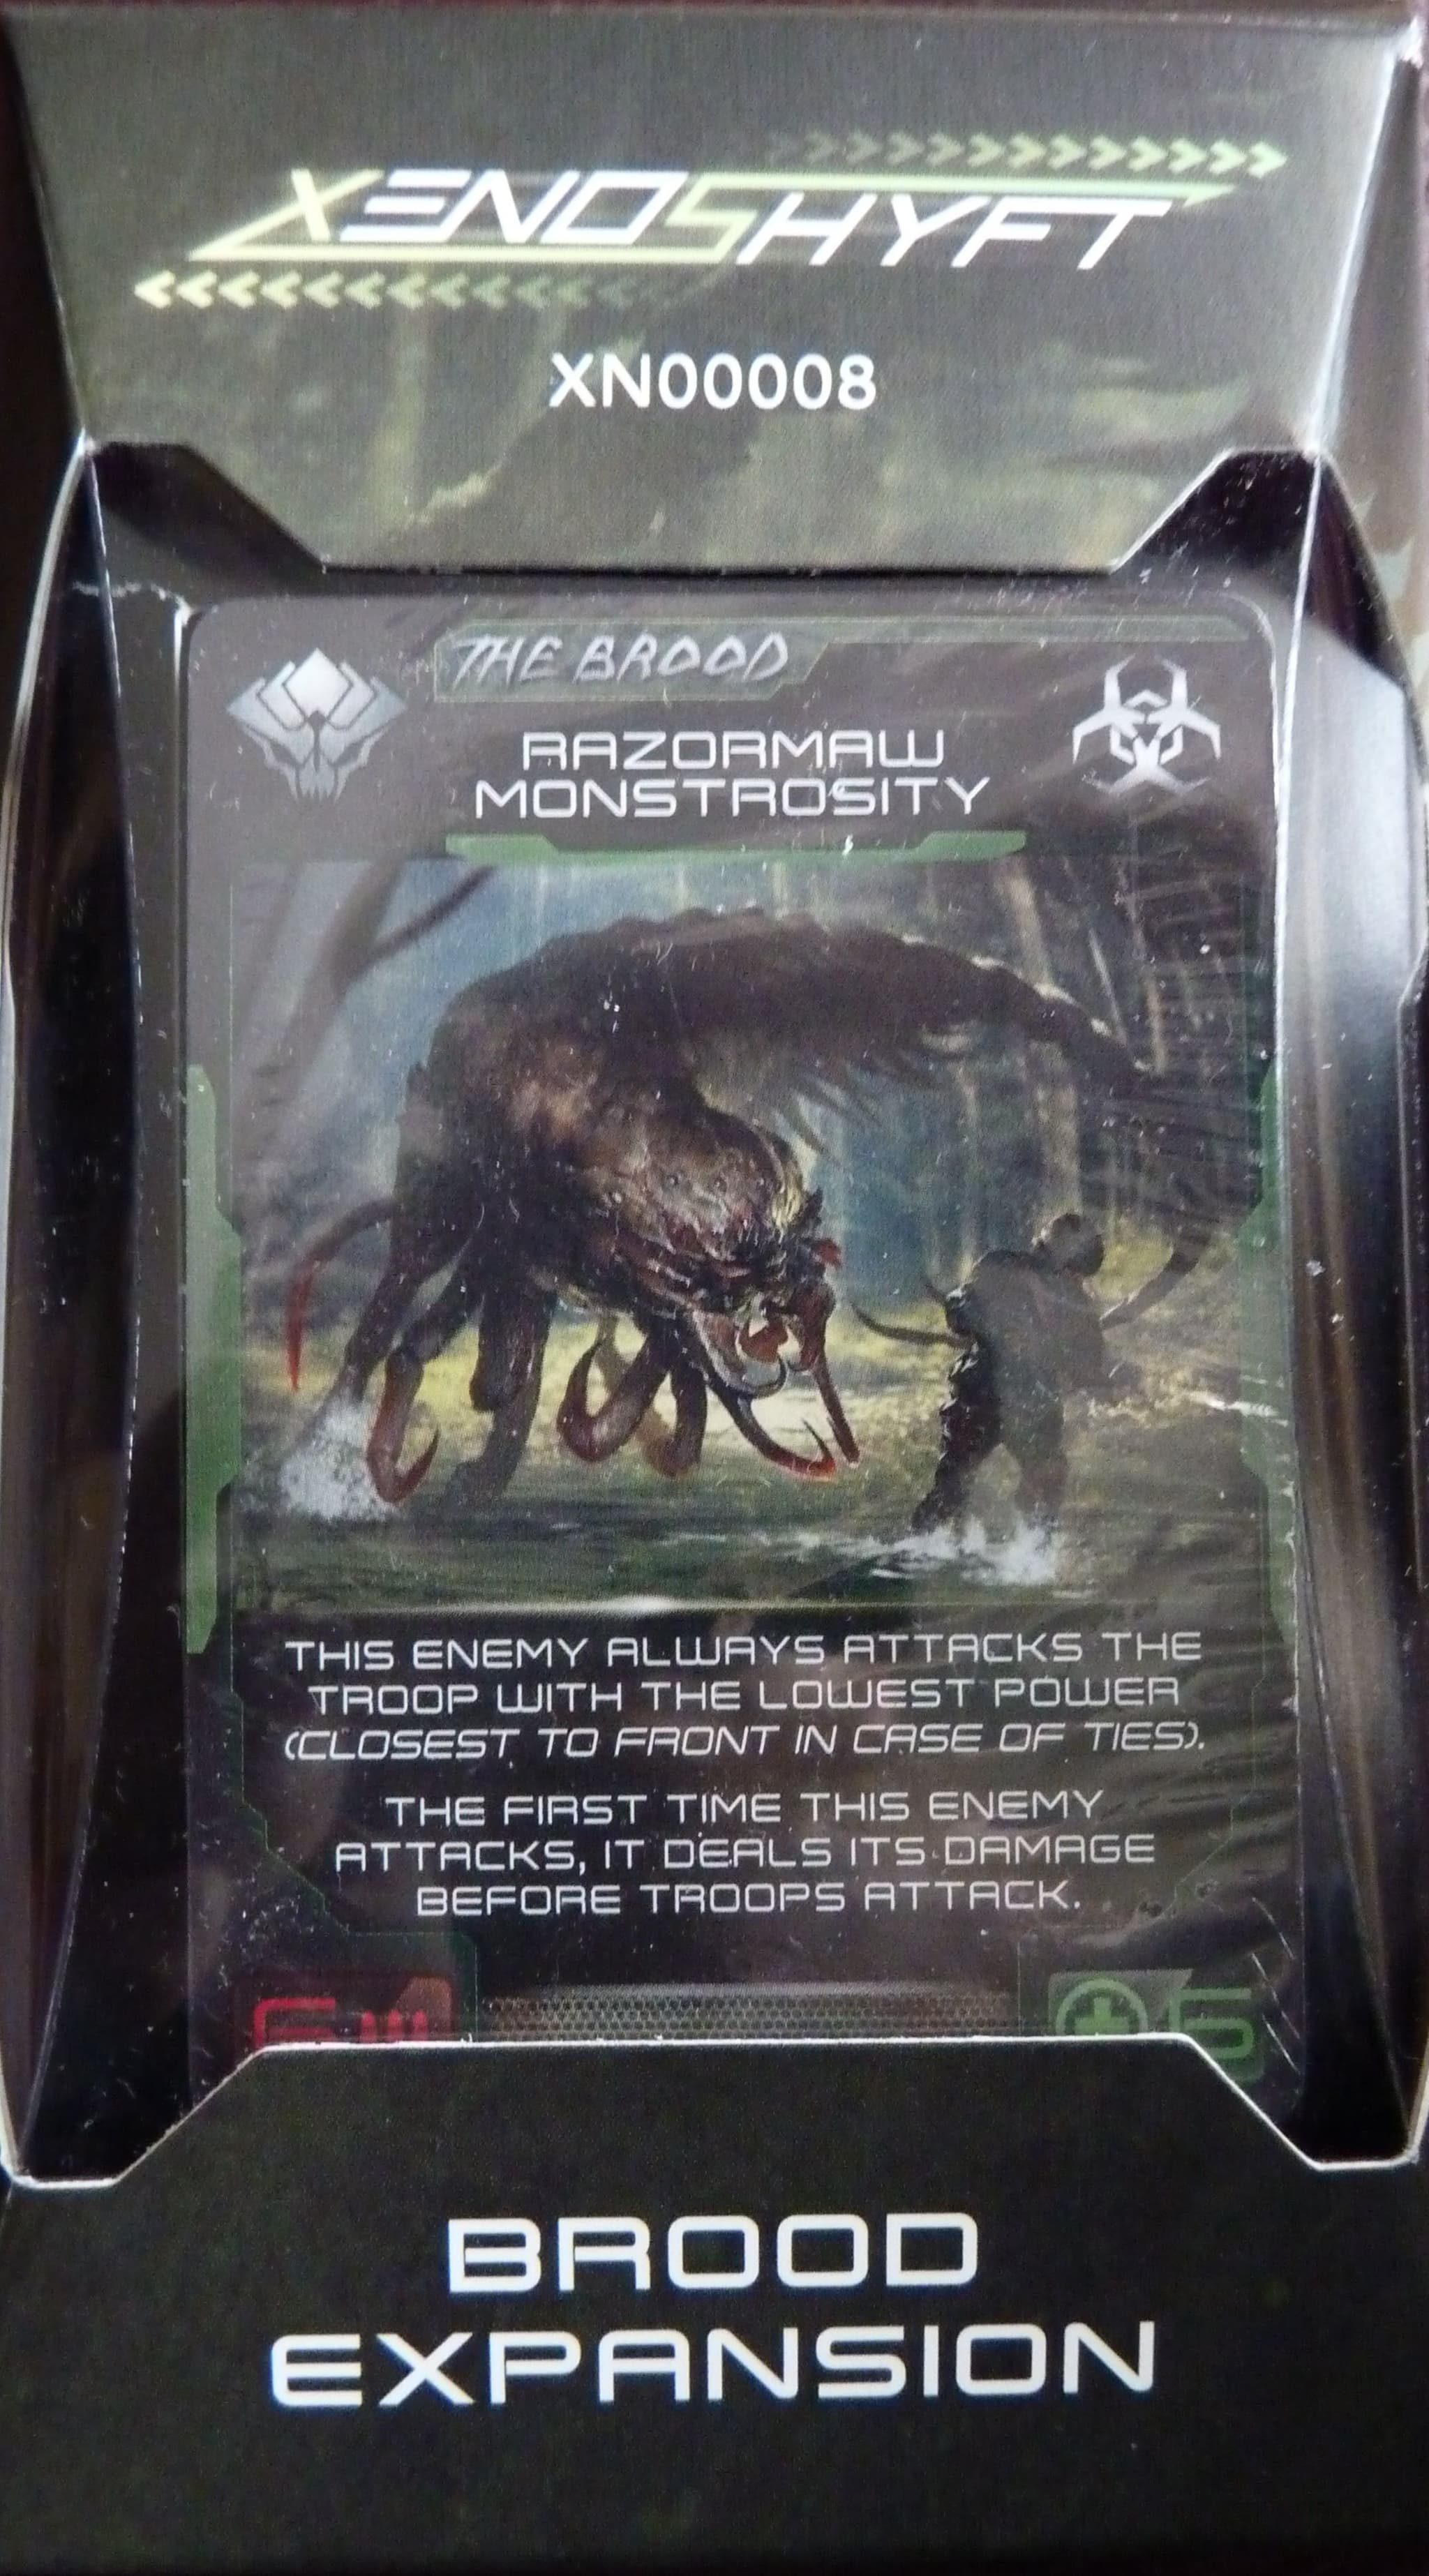 XENOSHYFT
XN00008
THE BROOD
RAZORMAW
MONSTROSITY
THIS ENEMY ALWAYS ATTACKS THE
TROOP WITH THE LOWEST POWER
(CLOSEST TO FRONT IN CASE OF TIES).
THE FIRST TIME THIS ENEMY
ATTACKS, IT DEALS ITS DAMAGE
BEFORE TROOPS ATTACK.
BROOD
EXPANSION